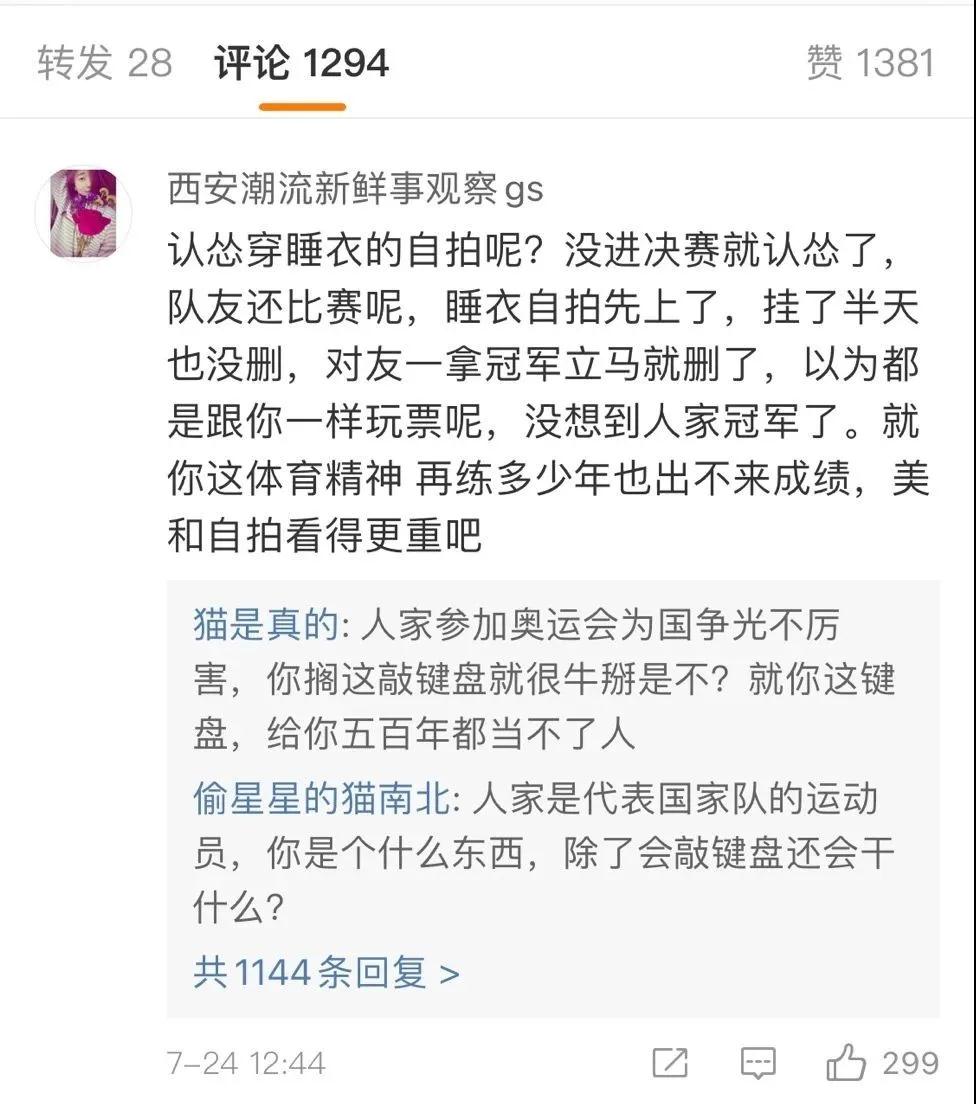 转发 28 评论 1294 赞 1381
西安潮流新鲜事观察gs
认怂穿睡衣的自拍呢？没进决赛就认怂了，
队友还比赛呢，睡衣自拍先上了，挂了半天
也没删，对友一拿冠军立马就删了，以为都
是跟你一样玩票呢，没想到人家冠军了。就
你这体育精神 再练多少年也出不来成绩，美
和自拍看得更重吧
猫是真的: 人家参加奥运会为国争光不厉
害，你搁这敲键盘就很牛掰是不？就你这键
盘，给你五百年都当不了人
偷星星的猫南北: 人家是代表国家队的运动
员，你是个什么东西，除了会敲键盘还会干
什么？
共1144条回复 >
7-24 12:44 299